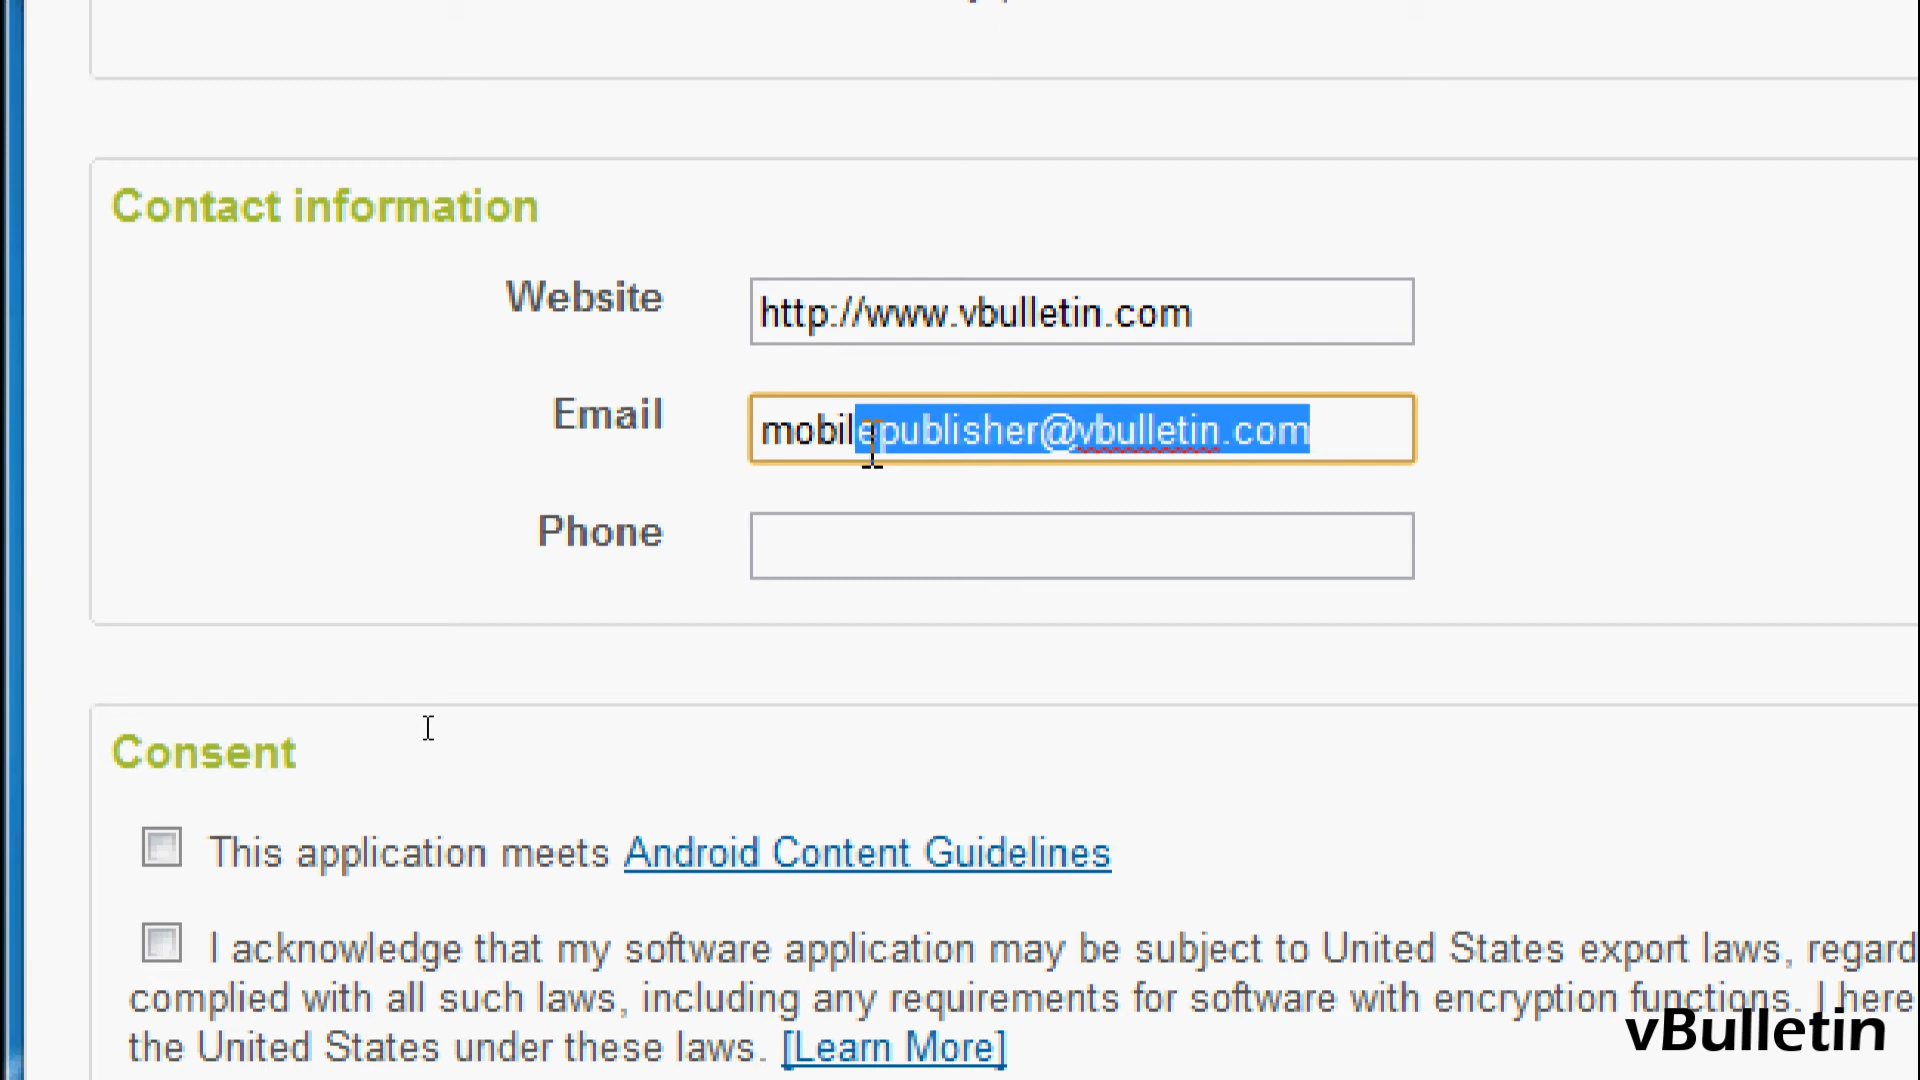 Contact information
Website
http://www.vbulletin.com
Email
mobilepublisher@vbulletin.com
Phone
Consent
This application meets Android Content Guidelines
I acknowledge that my software application may be subject to United States export laws, regard
complied with all such laws, including any requirements for software with encryption functions. I here
the United States under these laws. [Learn More]
vBulletin